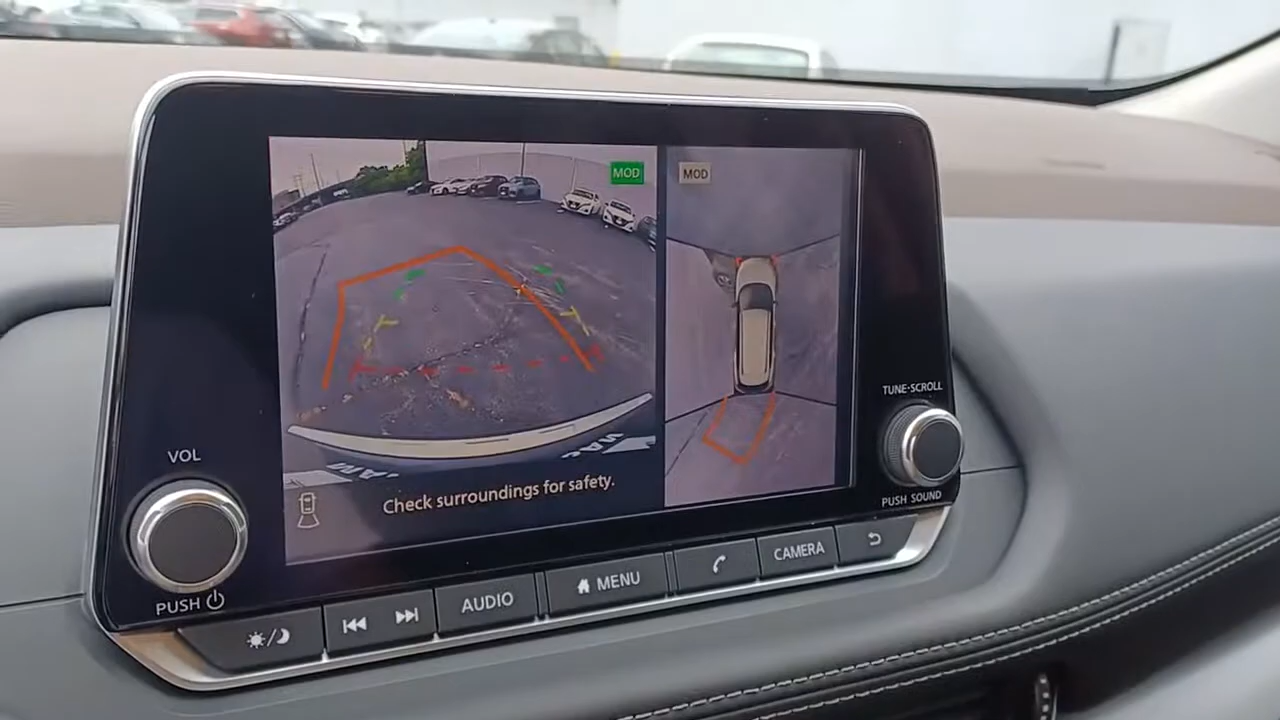 MOD
MOD
Check surroundings for safety.
VOL
PUSH
TUNE·SCROLL
PUSH SOUND
AUDIO
MENU
CAMERA